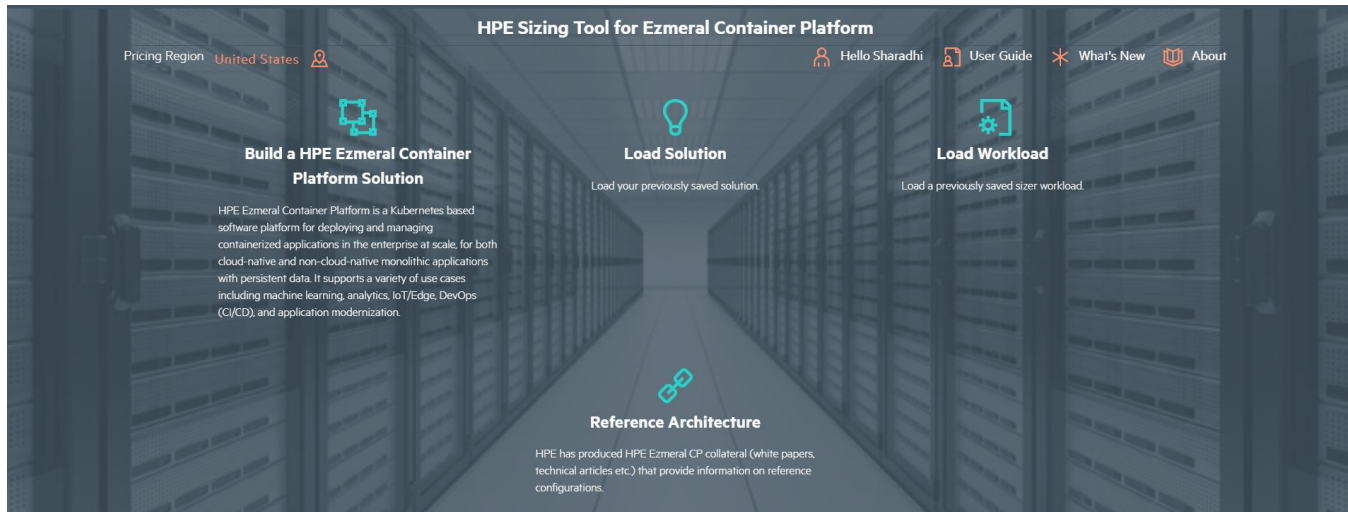 HPE Sizing Tool for Ezmeral Container Platform
Pricing Region United States
Hello Sharadhi
User Guide
What's New
About
Build a HPE Ezmeral Container
Platform Solution
HPE Ezmeral Container Platform is a Kubernetes based
software platform for deploying and managing
containerized applications in the enterprise at scale, for both
cloud-native and non-cloud-native monolithic applications
with persistent data. It supports a variety of use cases
including machine learning, analytics, IoT/Edge, DevOps
(CI/CD), and application modernization.
Load Solution
Load your previously saved solution.
Load Workload
Load a previously saved sizer workload.
Reference Architecture
HPE has produced HPE Ezmeral CP collateral (white papers,
technical articles etc.) that provide information on reference
configurations.